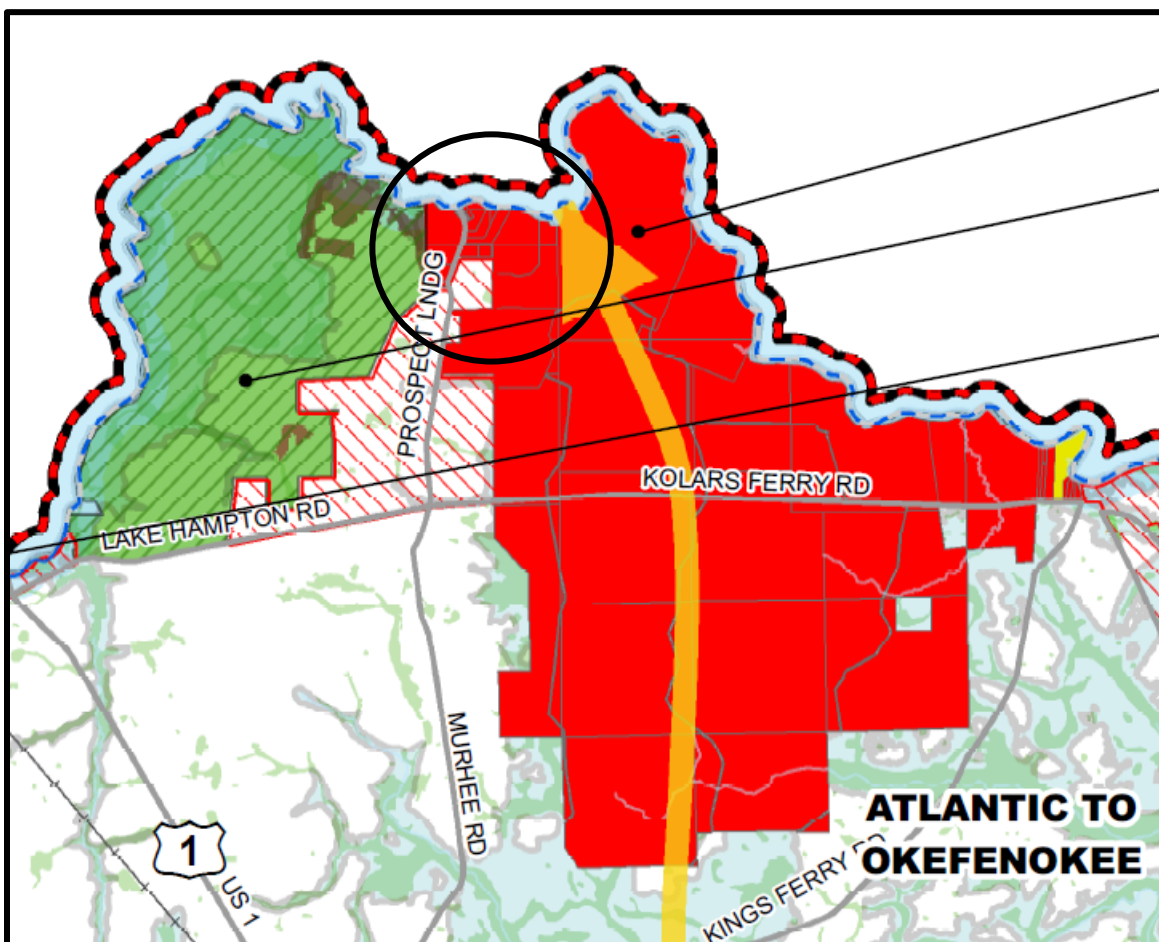 PROSPECT LNDG
KOLARS FERRY RD
LAKE HAMPTON RD
MURHEE RD
1
US 1
ATLANTIC TO
OKEFENOKEE
KINGS FERRY RD